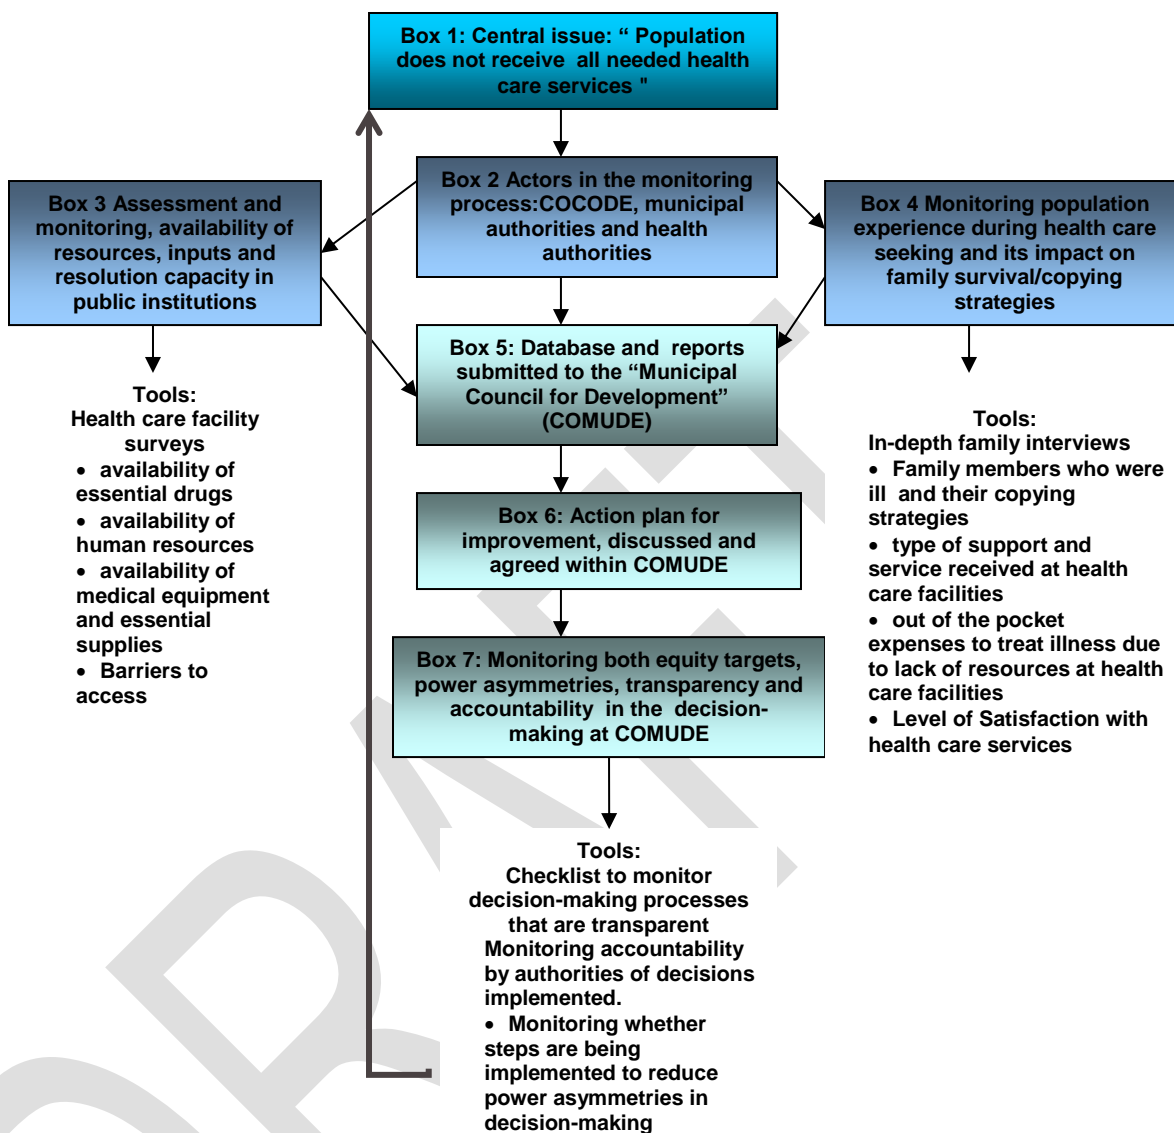 Box 1: Central issue: “ Population
does not receive all needed health
care services "
Box 2 Actors in the monitoring
process:COCODE, municipal
authorities and health
authorities
Box 3 Assessment and
monitoring, availability of
resources, inputs and
resolution capacity in
public institutions
Box 4 Monitoring population
experience during health care
seeking and its impact on
family survival/copying
strategies
Box 5: Database and reports
submitted to the “Municipal
Council for Development”
(COMUDE)
Tools:
Health care facility
surveys
• availability of
essential drugs
• availability of
human resources
• availability of
medical equipment
and essential
supplies
• Barriers to
access
Tools:
In-depth family interviews
• Family members who were
ill and their copying
strategies
• type of support and
service received at health
care facilities
• out of the pocket
expenses to treat illness due
to lack of resources at health
care facilities
• Level of Satisfaction with
health care services
Box 6: Action plan for
improvement, discussed and
agreed within COMUDE
Box 7: Monitoring both equity targets,
power asymmetries, transparency and
accountability in the decision-
making at COMUDE
Tools:
Checklist to monitor
decision-making processes
that are transparent
Monitoring accountability
by authorities of decisions
implemented.
• Monitoring whether
steps are being
implemented to reduce
power asymmetries in
decision-making
DRAFT